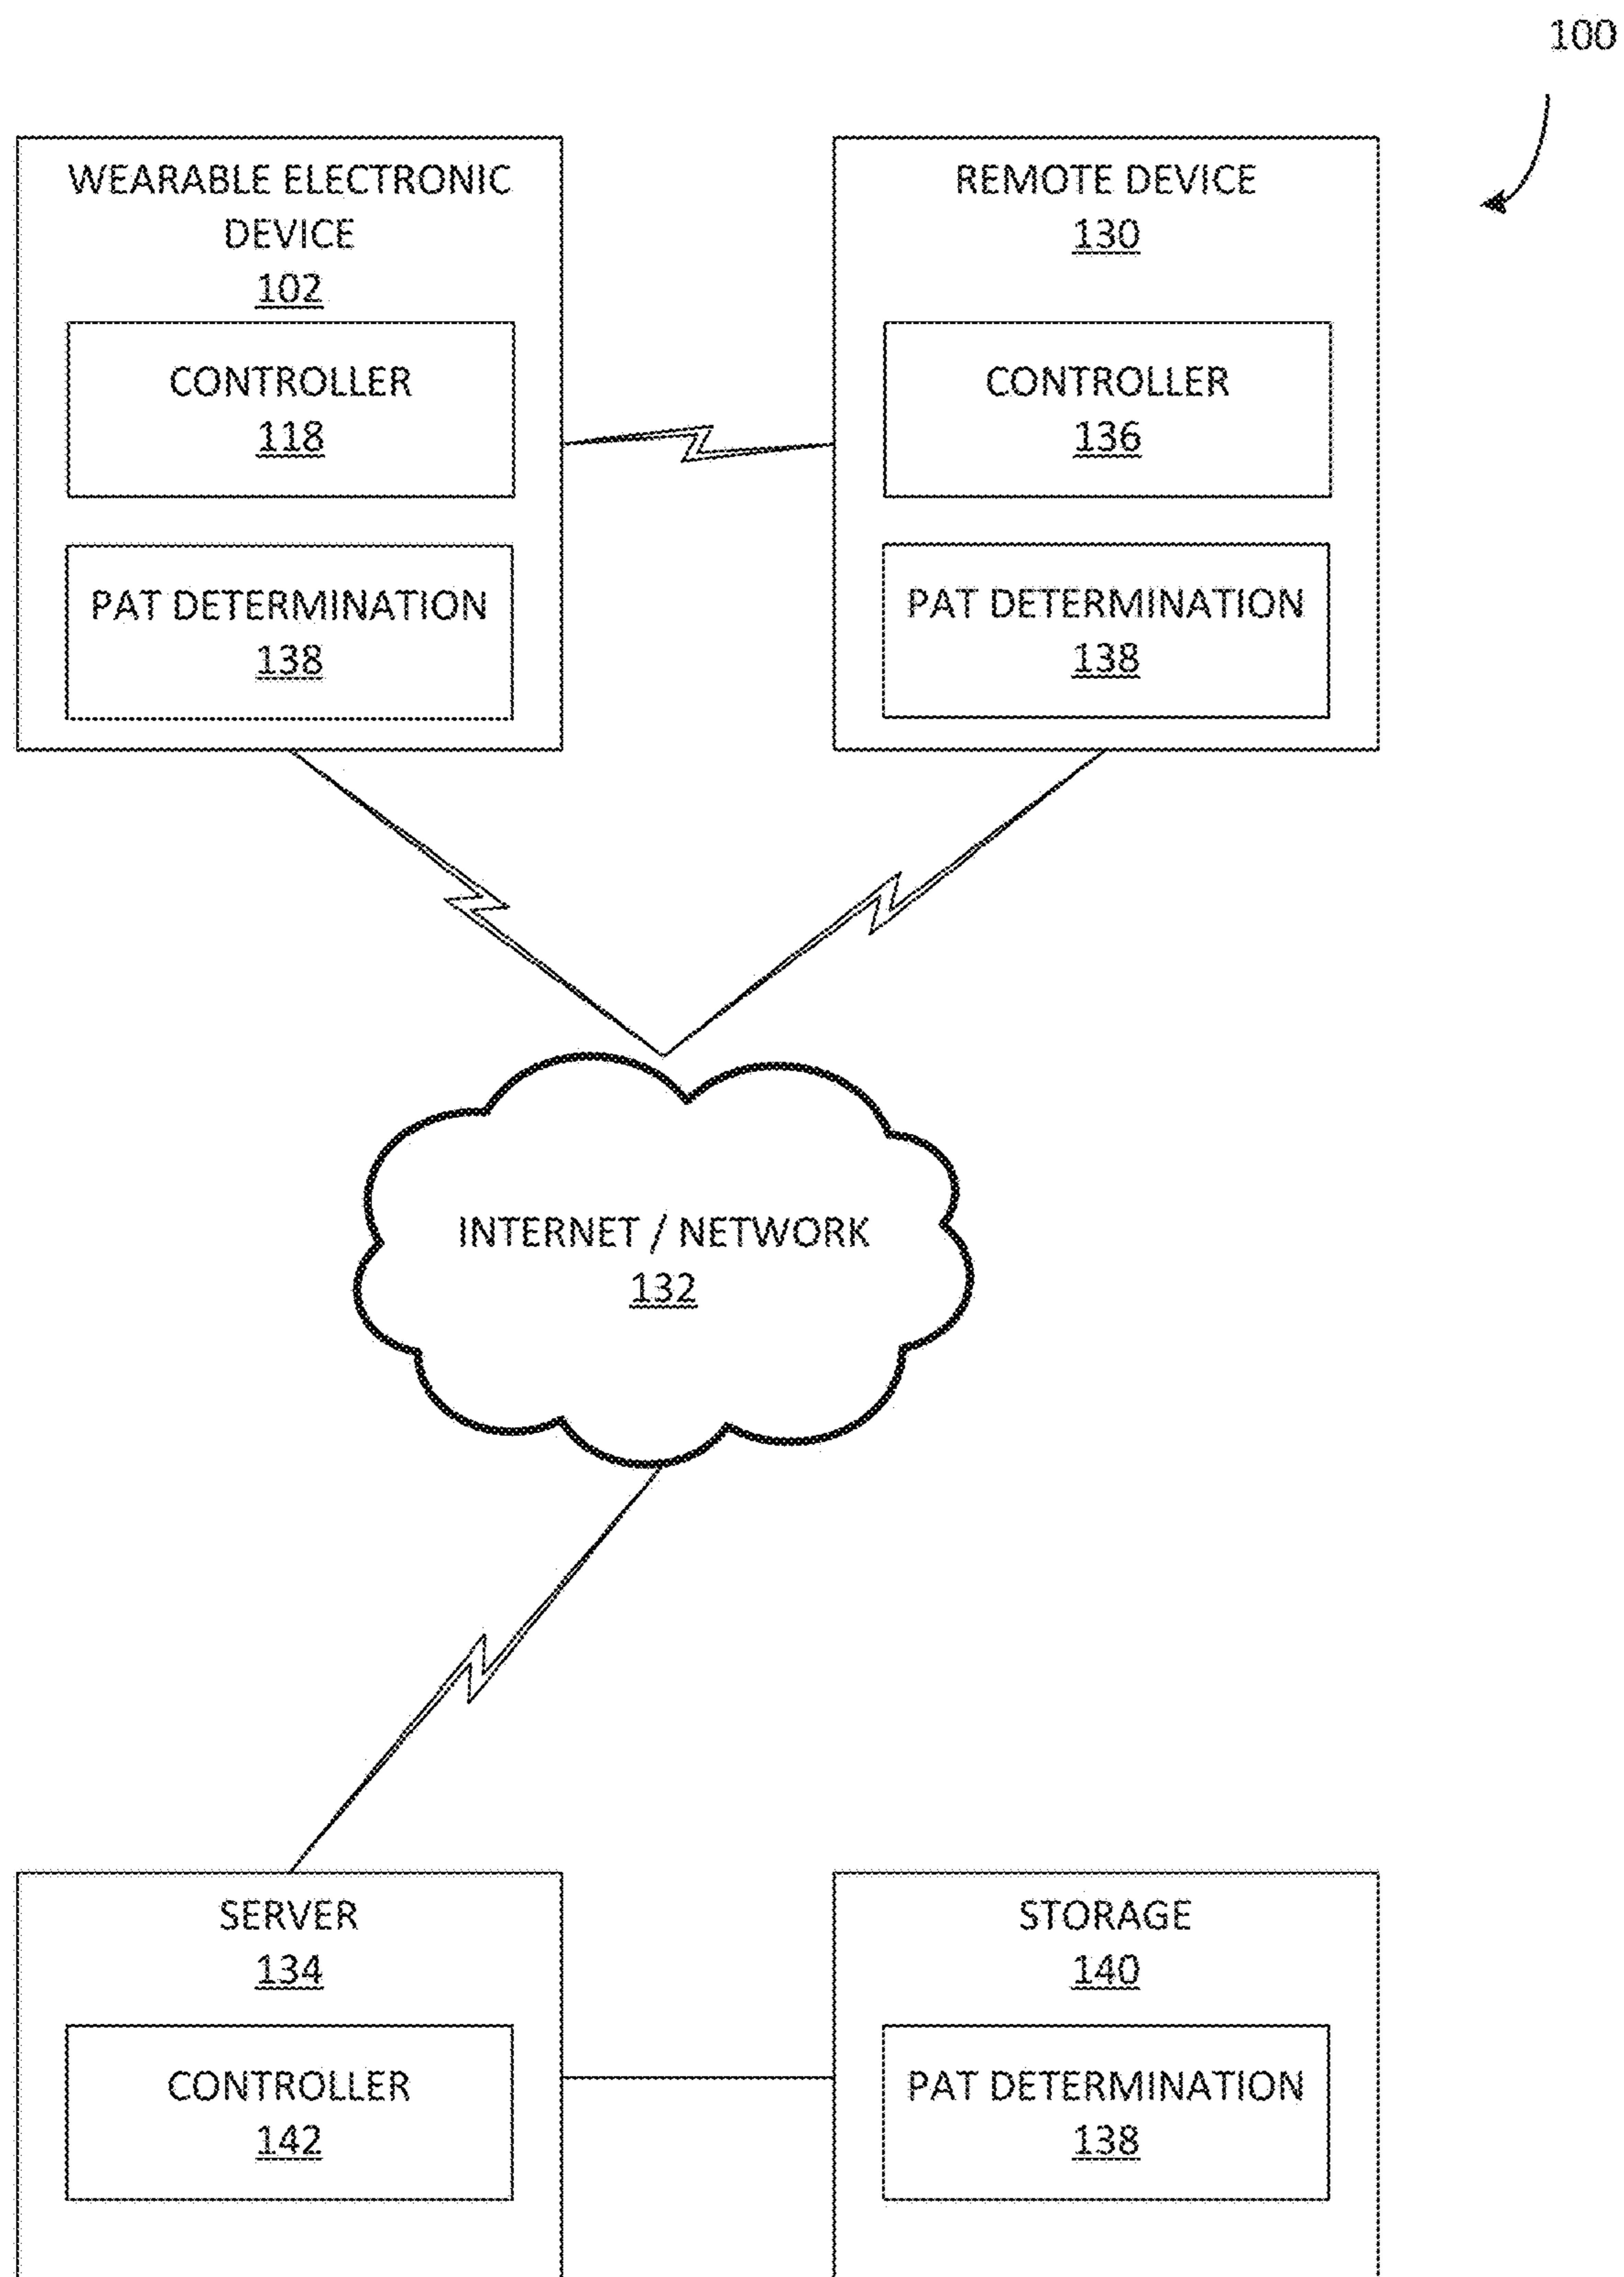 100
WEARABLE ELECTRONIC
DEVICE
102
CONTROLLER
118
PAT DETERMINATION
138
REMOTE DEVICE
130
CONTROLLER
136
PAT DETERMINATION
138
INTERNET / NETWORK
132
SERVER
134
CONTROLLER
142
STORAGE
140
PAT DETERMINATION
138